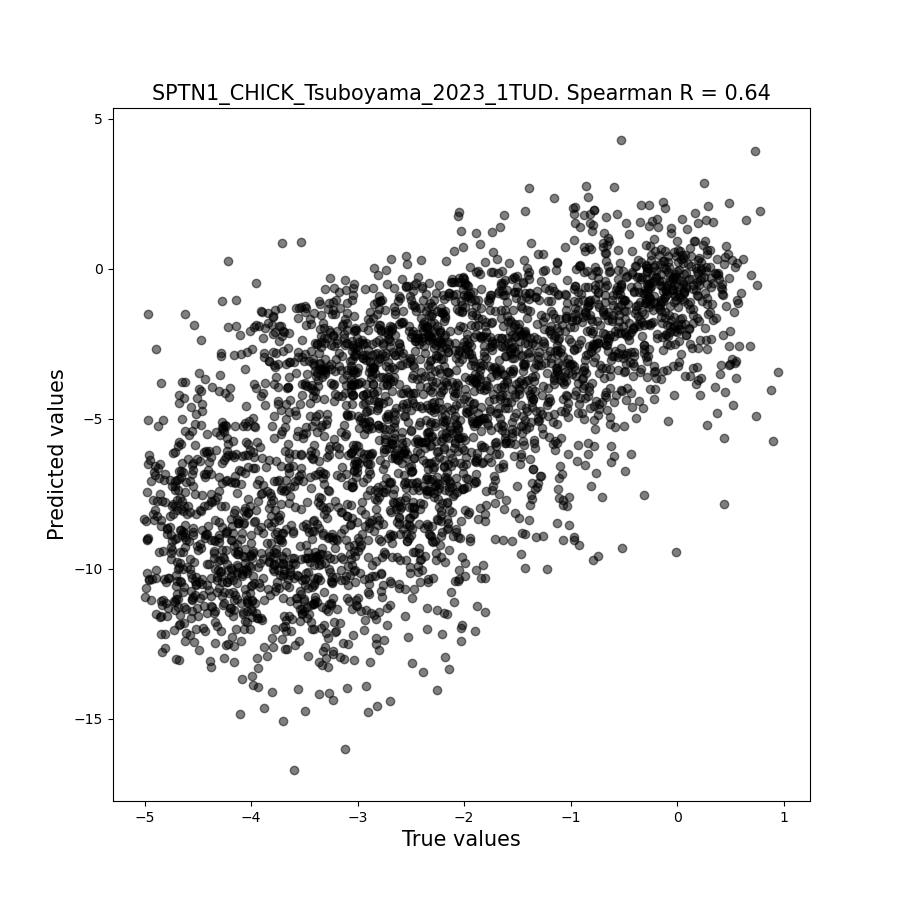 SPTN1_CHICK_Tsuboyama_2023_1TUD. Spearman R = 0.64
5
0
−5
−10
−15
Predicted values
−5 −4 −3 −2 −1 0 1
True values